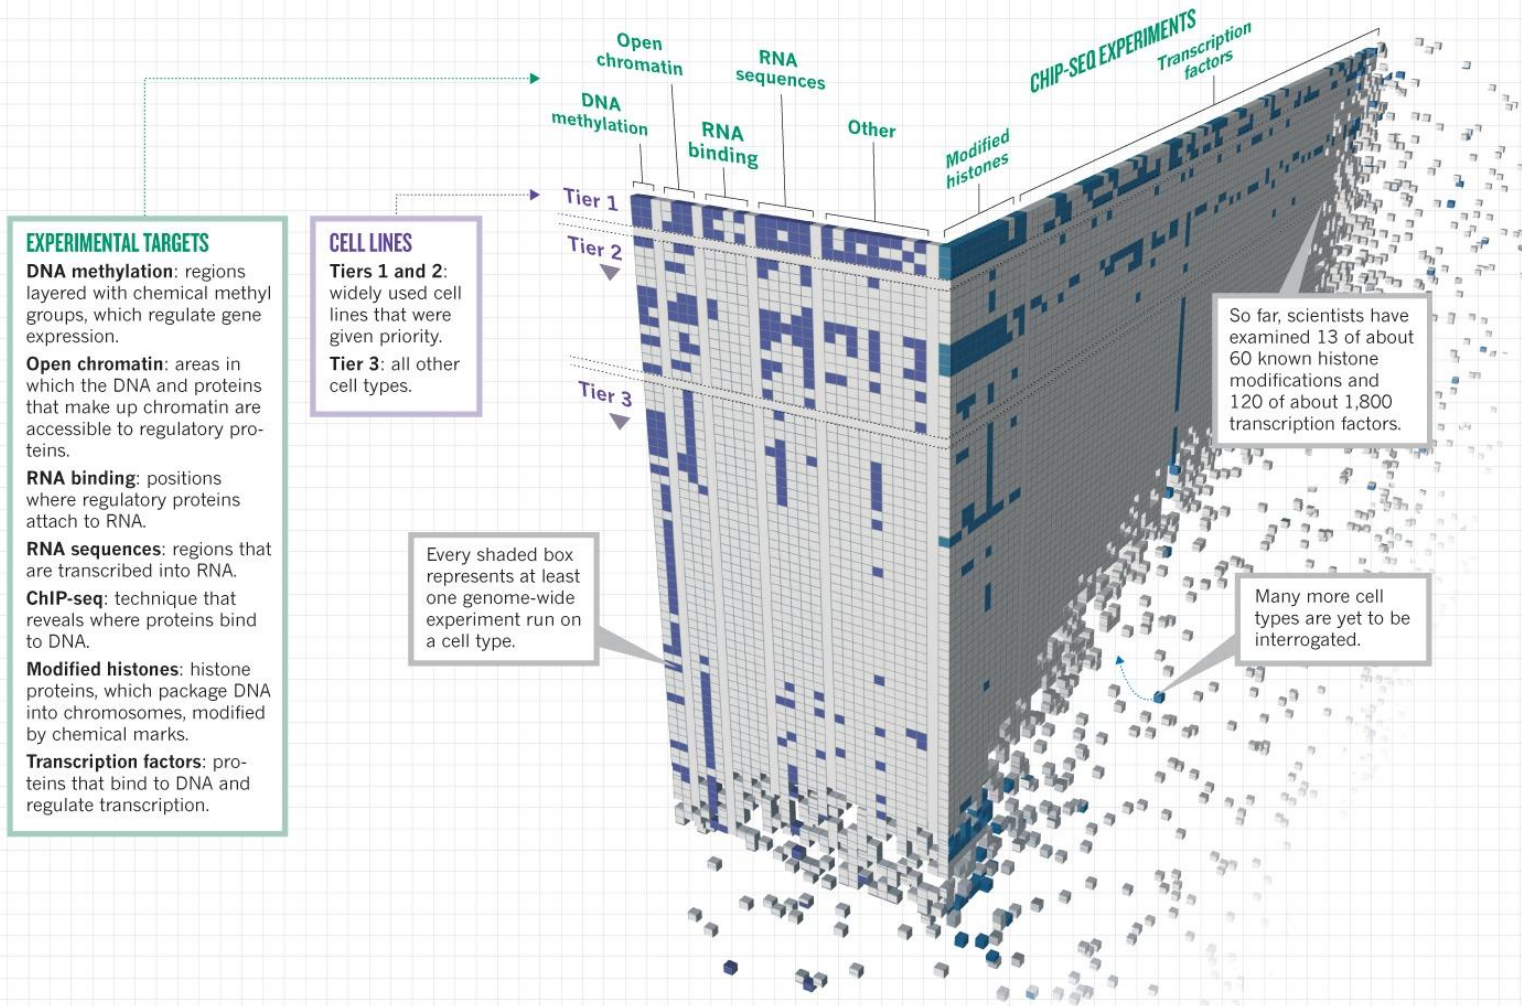 Open
chromatin
RNA
sequences
CHIP-SEQ EXPERIMENTS
Transcription
factors
DNA
methylation
RNA
binding
Other
Modified
histones
Tier 1
Tier 2
Tier 3
EXPERIMENTAL TARGETS
DNA methylation: regions
layered with chemical methyl
groups, which regulate gene
expression.
Open chromatin: areas in
which the DNA and proteins
that make up chromatin are
accessible to regulatory pro-
teins.
RNA binding: positions
where regulatory proteins
attach to RNA.
RNA sequences: regions that
are transcribed into RNA.
ChIP-seq: technique that
reveals where proteins bind
to DNA.
Modified histones: histone
proteins, which package DNA
into chromosomes, modified
by chemical marks.
Transcription factors: pro-
teins that bind to DNA and
regulate transcription.
CELL LINES
Tiers 1 and 2:
widely used cell
lines that were
given priority.
Tier 3: all other
cell types.
Every shaded box
represents at least
one genome-wide
experiment run on
a cell type.
So far, scientists have
examined 13 of about
60 known histone
modifications and
120 of about 1,800
transcription factors.
Many more cell
types are yet to be
interrogated.